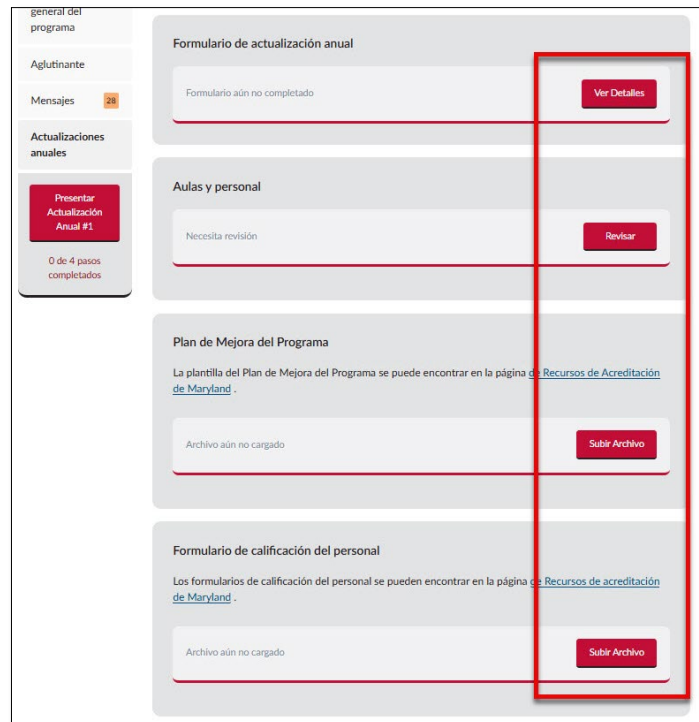 general del
programa
Aglutinante
Mensajes 28
Actualizaciones
anuales
Presentar
Actualización
Anual #1
0 de 4 pasos
completados
Formulario de actualización anual
Formulario aún no completado
Ver Detalles
Aulas y personal
Necesita revisión
Revisar
Plan de Mejora del Programa
La plantilla del Plan de Mejora del Programa se puede encontrar en la página de Recursos de Acreditación
de Maryland .
Archivo aún no cargado
Subir Archivo
Formulario de calificación del personal
Los formularios de calificación del personal se pueden encontrar en la página de Recursos de acreditación
de Maryland .
Archivo aún no cargado
Subir Archivo